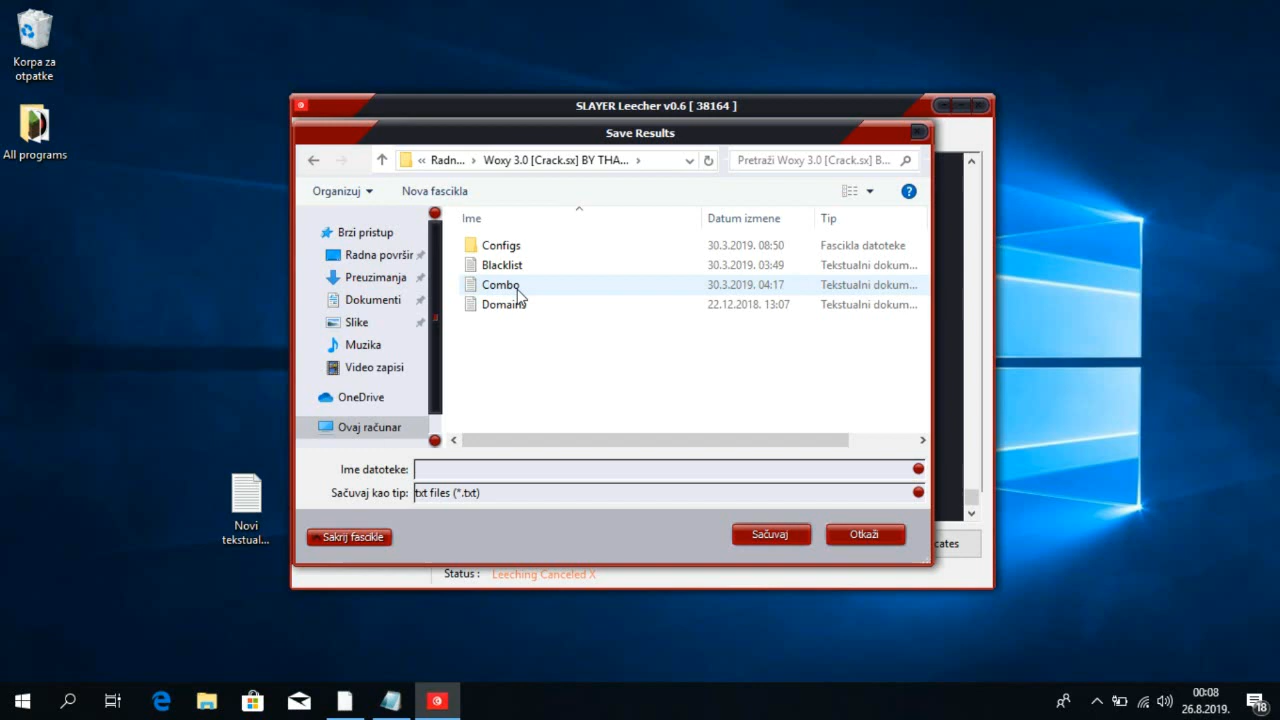 Korpa za
otpatke
All programs
Novi
tekstual...
SLAYER Leecher v0.6 [ 38164 ]
Save Results
« Radn... › Woxy 3.0 [Crack.sx] BY THA... ›
Pretraži Woxy 3.0 [Crack.sx] B...
Organizuj
Nova fascikla
Ime
Datum izmene
Tip
Brzi pristup
Radna površir
Preuzimanja
Dokumenti
Slike
Muzika
Video zapisi
OneDrive
Ovaj računar
Configs 30.3.2019. 08:50 Fascikla datoteke
Blacklist 30.3.2019. 03:49 Tekstualni dokum...
Combo 30.3.2019. 04:17 Tekstualni dokum...
Domains 22.12.2018. 13:07 Tekstualni dokum...
Ime datoteke:
Sačuvaj kao tip: txt files (*.txt)
Sakrij fascikle
Sačuvaj
Otkaži
cates
Status : Leeching Canceled X
00:08
26.8.2019.
18